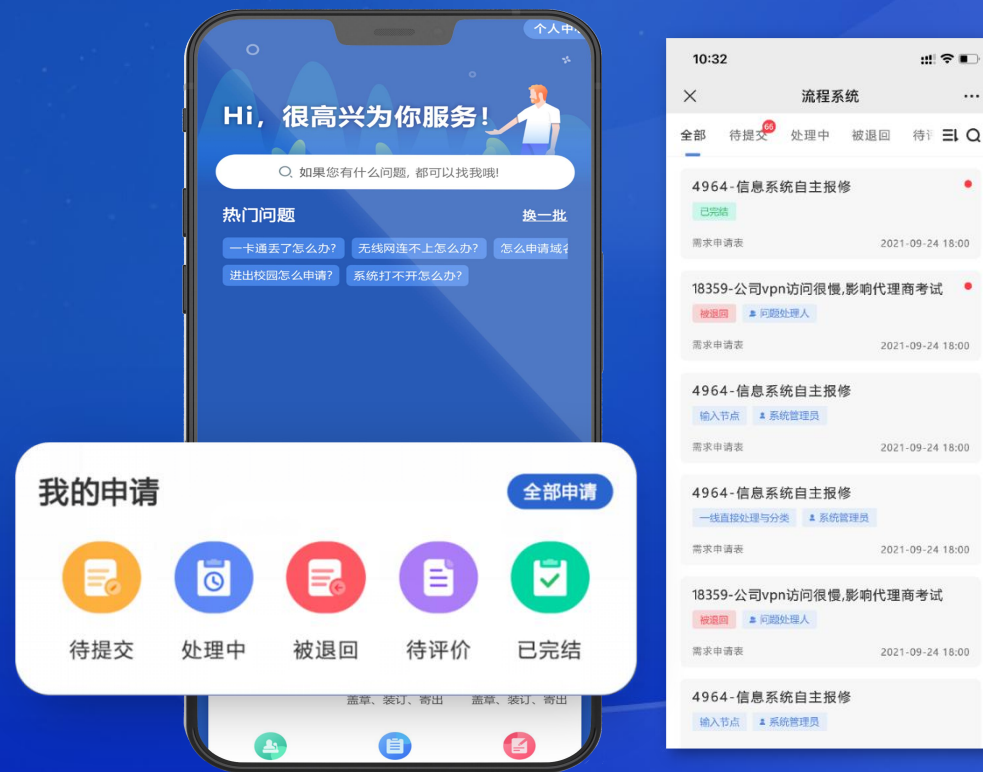 个人中
Hi，很高兴为你服务！
如果您有什么问题, 都可以找我哦!
热门问题
换一批
一卡通丢了怎么办?
无线网连不上怎么办?
怎么申请域名
进出校园怎么申请?
系统打不开怎么办?
我的申请
全部申请
待提交
处理中
被退回
待评价
已完结
盖章、装订、寄出
盖章、装订、寄出
10:32
流程系统
全部
待提交
66
处理中
被退回
待
4964-信息系统自主报修
已完结
需求申请表
2021-09-24 18:00
18359-公司vpn访问很慢,影响代理商考试
被退回
问题处理人
需求申请表
2021-09-24 18:00
4964-信息系统自主报修
输入节点
系统管理员
需求申请表
2021-09-24 18:00
4964-信息系统自主报修
一线直接处理与分类
系统管理员
需求申请表
2021-09-24 18:00
18359-公司vpn访问很慢,影响代理商考试
被退回
问题处理人
需求申请表
2021-09-24 18:00
4964-信息系统自主报修
输入节点
系统管理员